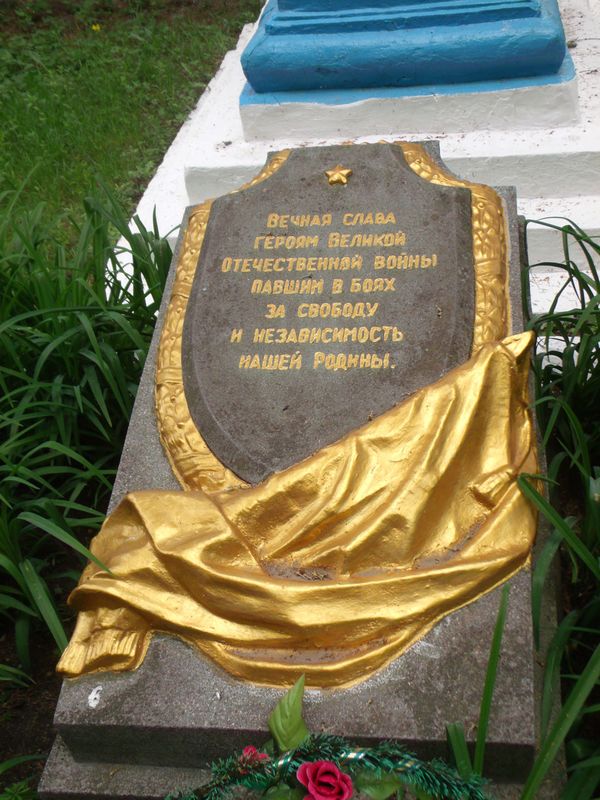 Вечная слава
героям Великой
Отечественной войны
павшим в боях
за свободу
и независимость
нашей Родины.